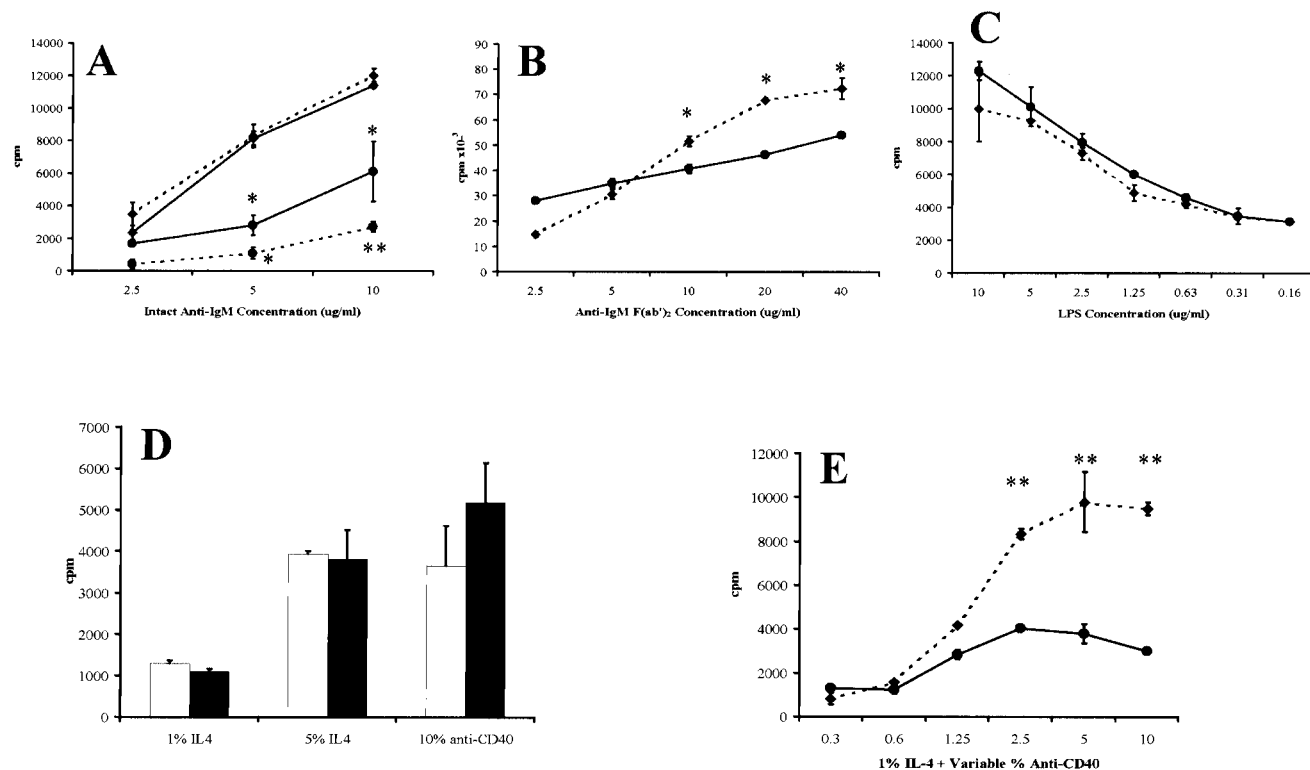 A
14000
12000
10000
8000
6000
4000
2000
0
cpm
*
*
*
**
2.5 5 10
Intact Anti-IgM Concentration (ug/ml)
B
90
80
70
60
50
40
30
20
10
0
cpm x10-³
* * *
2.5 5 10 20 40
Anti-IgM F(ab')₂ Concentration (ug/ml)
C
14000
12000
10000
8000
6000
4000
2000
0
cpm
10 5 2.5 1.25 0.63 0.31 0.16
LPS Concentration (ug/ml)
D
7000
6000
5000
4000
3000
2000
1000
0
cpm
1% IL4 5% IL4 10% anti-CD40
E
12000
10000
8000
6000
4000
2000
0
cpm
** ** **
0.3 0.6 1.25 2.5 5 10
1% IL-4 + Variable % Anti-CD40